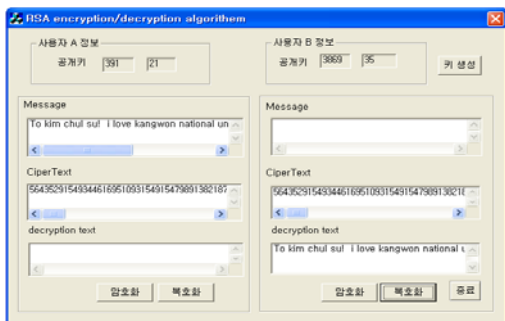 RSA encryption/decryption algorithem
사용자 A 정보
공개키 391 21
사용자 B 정보
공개키 3869 35
키 생성
Message
To kim chul su! i love kangwon national un
CiperText
decryption text
암호화 복호화
Message
CiperText
decryption text
To kim chul su! i love kangwon national
암호화 복호화 종료